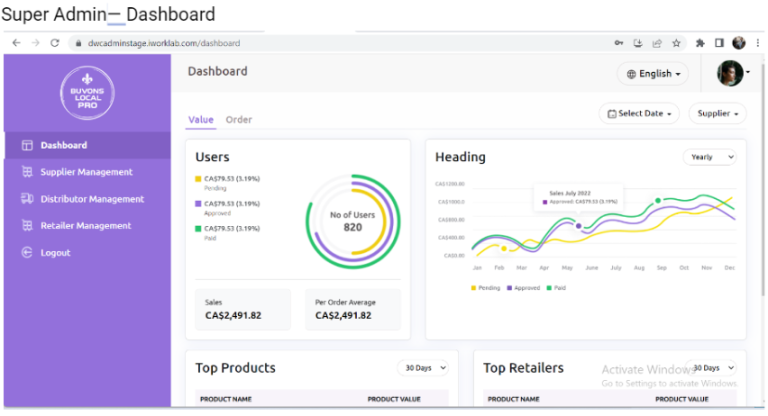 Super Admin— Dashboard
dwcadminstage.iworklab.com/dashboard
BUVONS
LOCAL
PRO
Dashboard
English
Value Order
Select Date
Supplier
Dashboard
Supplier Management
Distributor Management
Retailer Management
Logout
Users
CA$79.53 (3.19%)
Pending
CA$79.53 (3.19%)
Approved
CA$79.53 (3.19%)
Paid
No of Users
820
Sales
CA$2,491.82
Per Order Average
CA$2,491.82
Heading
Yearly
CA$1200.00
CA$1000.0
CA$800.00
CA$400.00
CA$0.00
Sales July 2022
Approved: CA$79.53 (3.19%)
Jan Feb Mar Apr May June July Aug Sep Oct Nov Dec
Pending Approved Paid
Top Products
30 Days
PRODUCT NAME PRODUCT VALUE
Top Retailers
30 Days
PRODUCT NAME PRODUCT VALUE
Activate Windows
Go to Settings to activate Windows